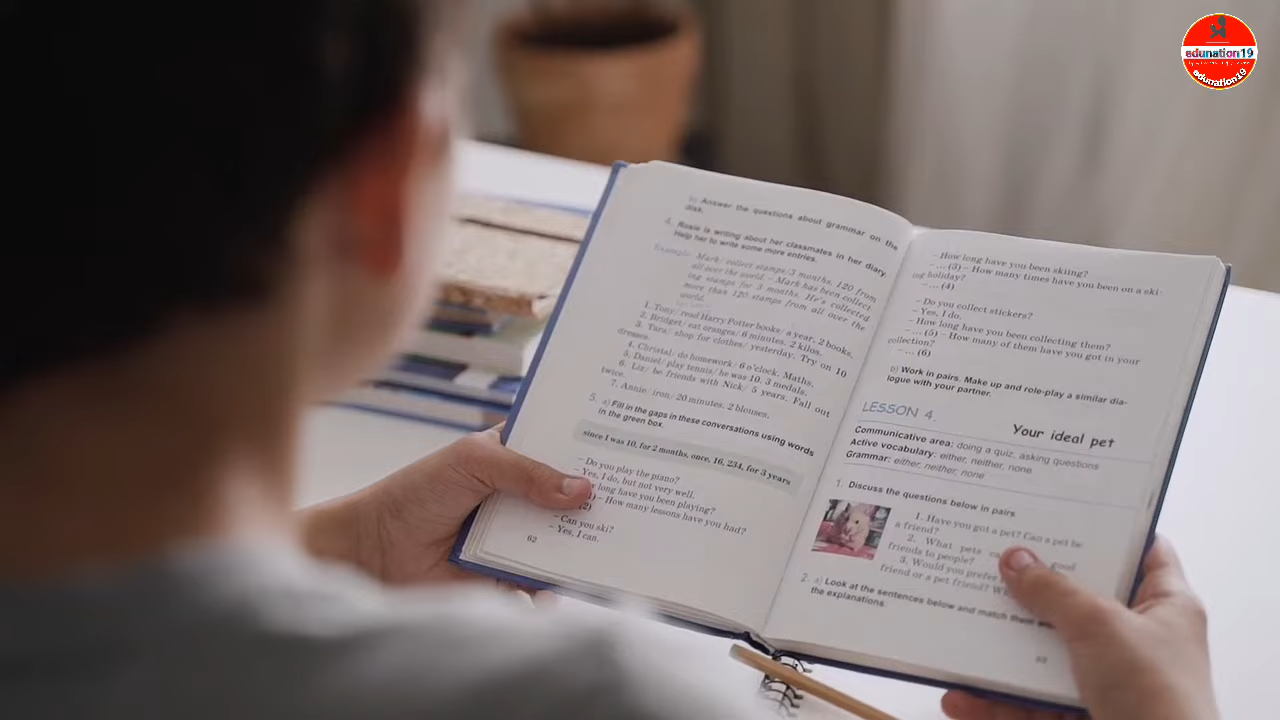 b) Answer the questions about grammar on the
disk.
4. Rosie is writing about her classmates in her diary.
Help her to write some more entries.
Example: Mark/ collect stamps/3 months, 120 from
all over the world. – Mark has been collect-
ing stamps for 3 months. He's collected
more than 120 stamps from all over the
world.
1. Tony/ read Harry Potter books/ a year, 2 books.
2. Bridget/ eat oranges/ 6 minutes, 2 kilos.
3. Tara/ shop for clothes/ yesterday. Try on 10
dresses.
4. Christal/ do homework/ 6 o'clock, Maths.
5. Daniel/ play tennis/ he was 10, 3 medals.
6. Liz/ be friends with Nick/ 5 years. Fall out
twice.
7. Annie/ iron/ 20 minutes, 2 blouses.
5. a) Fill in the gaps in these conversations using words
in the green box.
since I was 10, for 2 months, once, 16, 234, for 3 years
– Do you play the piano?
– Yes, I do, but not very well.
long have you been playing?
– How many lessons have you had?
(2)
– Can you ski?
– Yes, I can.
62
– How long have you been skiing?
– ... (3) – How many times have you been on a ski-
ing holiday?
– ... (4)
– Do you collect stickers?
– Yes, I do.
– How long have you been collecting them?
– ... (5) – How many of them have you got in your
collection?
– ... (6)
b) Work in pairs. Make up and role-play a similar dia-
logue with your partner.
LESSON 4.
Your ideal pet
Communicative area: doing a quiz, asking questions
Active vocabulary: either, neither, none
Grammar: either, neither, none
1. Discuss the questions below in pairs
1. Have you got a pet? Can a pet be
a friend?
2. What pets good
friends to people?
3. Would you prefer
friend or a pet friend?
2. a) Look at the sentences below and match them
the explanations.
edunation19
edunation19